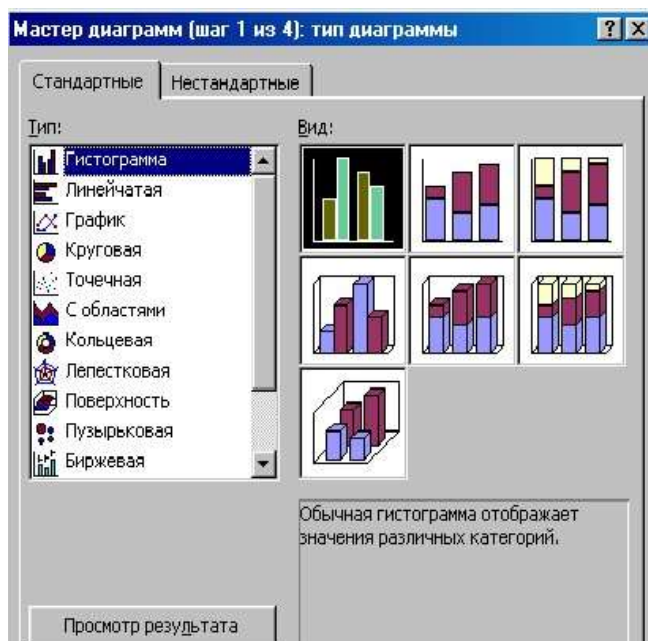 Мастер диаграмм (шаг 1 из 4): тип диаграммы
Стандартные
Нестандартные
Тип:
Гистограмма
Линейчатая
График
Круговая
Точечная
С областями
Кольцевая
Лепестковая
Поверхность
Пузырьковая
Биржевая
Вид:
Обычная гистограмма отображает
значения различных категорий.
Просмотр результата